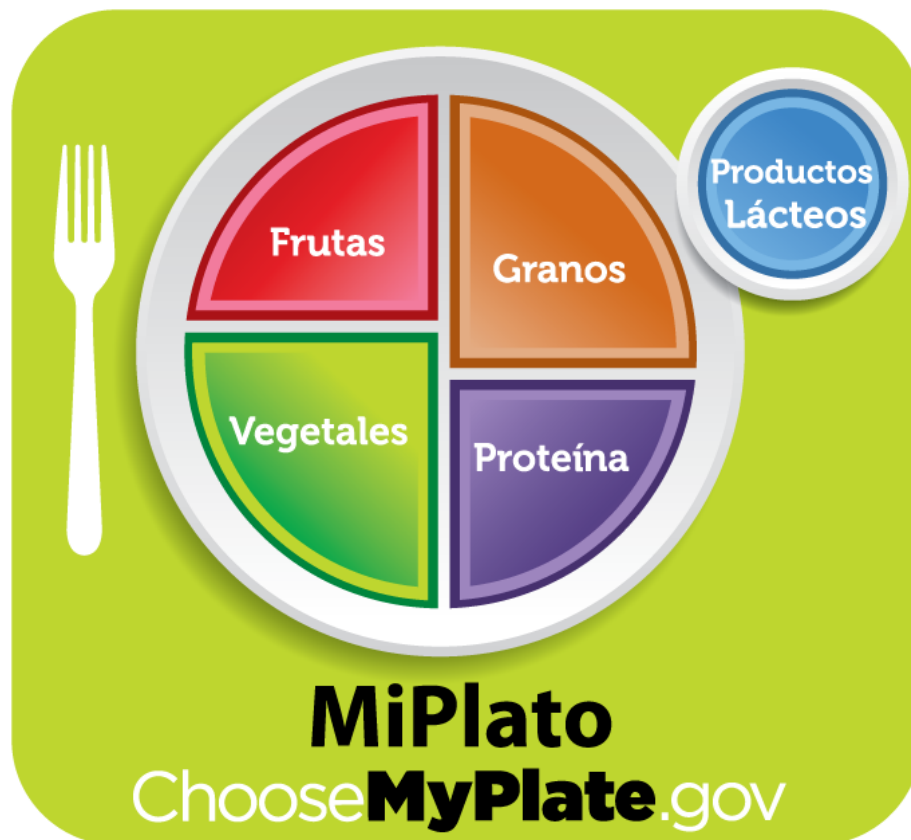 Frutas
Granos
Productos
Lácteos
Vegetales
Proteína
MiPlato
ChooseMyPlate.gov